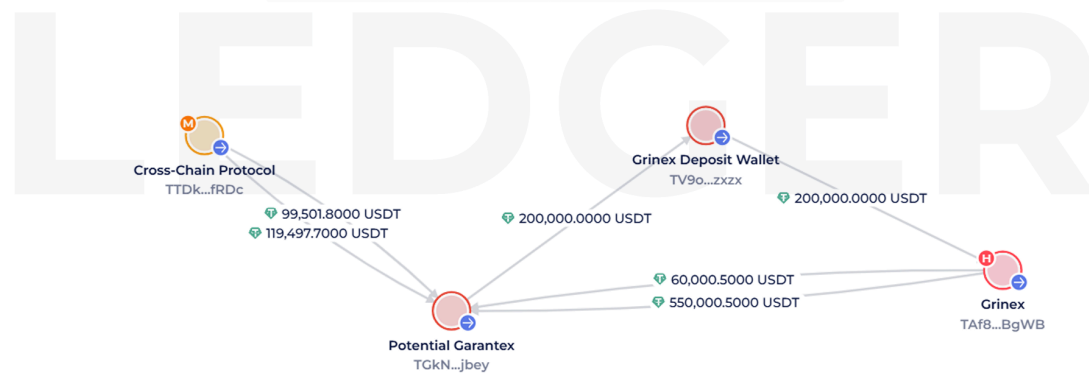 LEDGER
M
Cross-Chain Protocol
TTDk...fRDc
Grinex Deposit Wallet
TV9o...zxzx
99,501.8000 USDT
119,497.7000 USDT
200,000.0000 USDT
200,000.0000 USDT
60,000.5000 USDT
550,000.5000 USDT
H
Grinex
TAf8...BgWB
Potential Garantex
TGkN...jbey